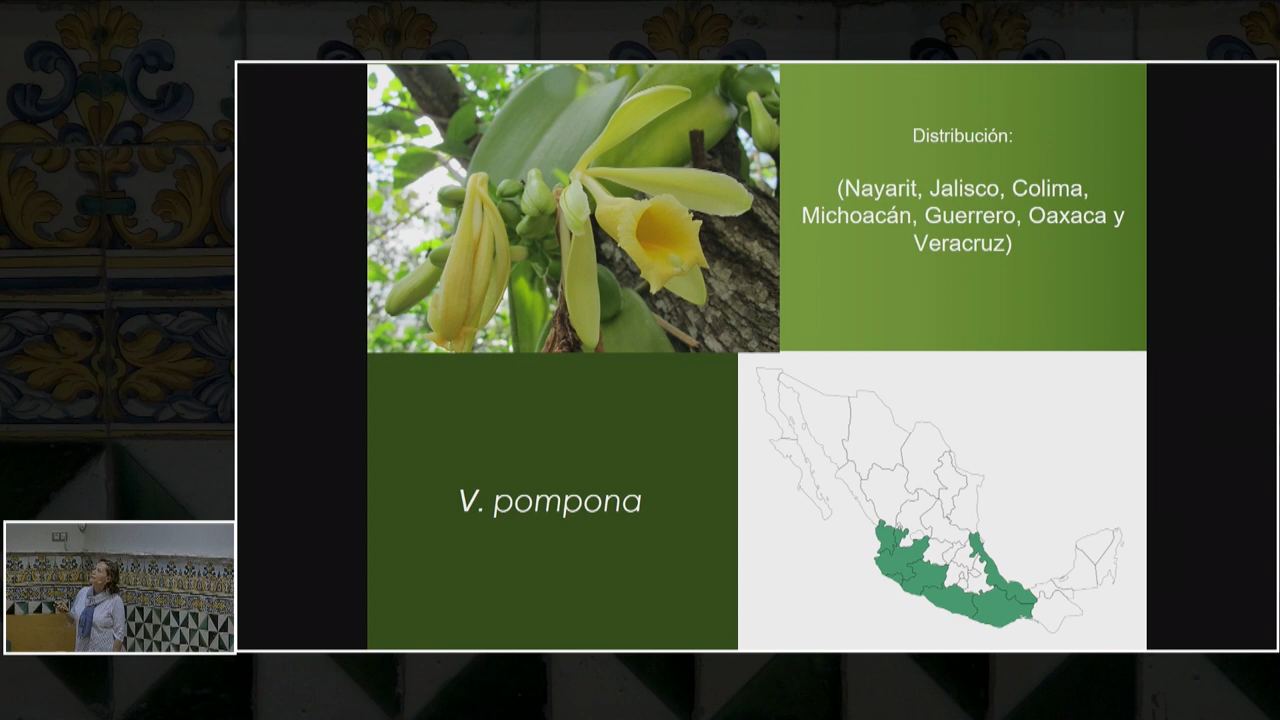 Distribución:
(Nayarit, Jalisco, Colima,
Michoacán, Guerrero, Oaxaca y
Veracruz)
V. pompona